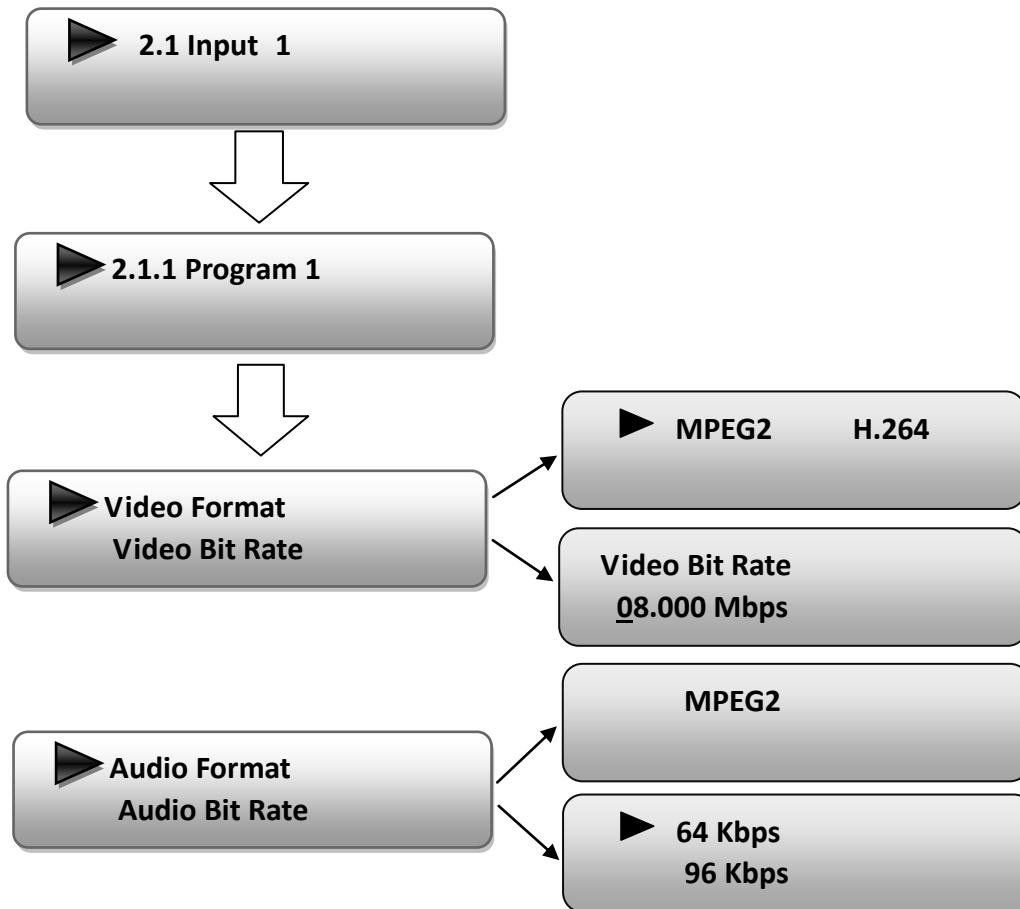 2.1 Input 1
2.1.1 Program 1
Video Format
Video Bit Rate
MPEG2 H.264
Video Bit Rate
08.000 Mbps
Audio Format
Audio Bit Rate
MPEG2
64 Kbps
96 Kbps